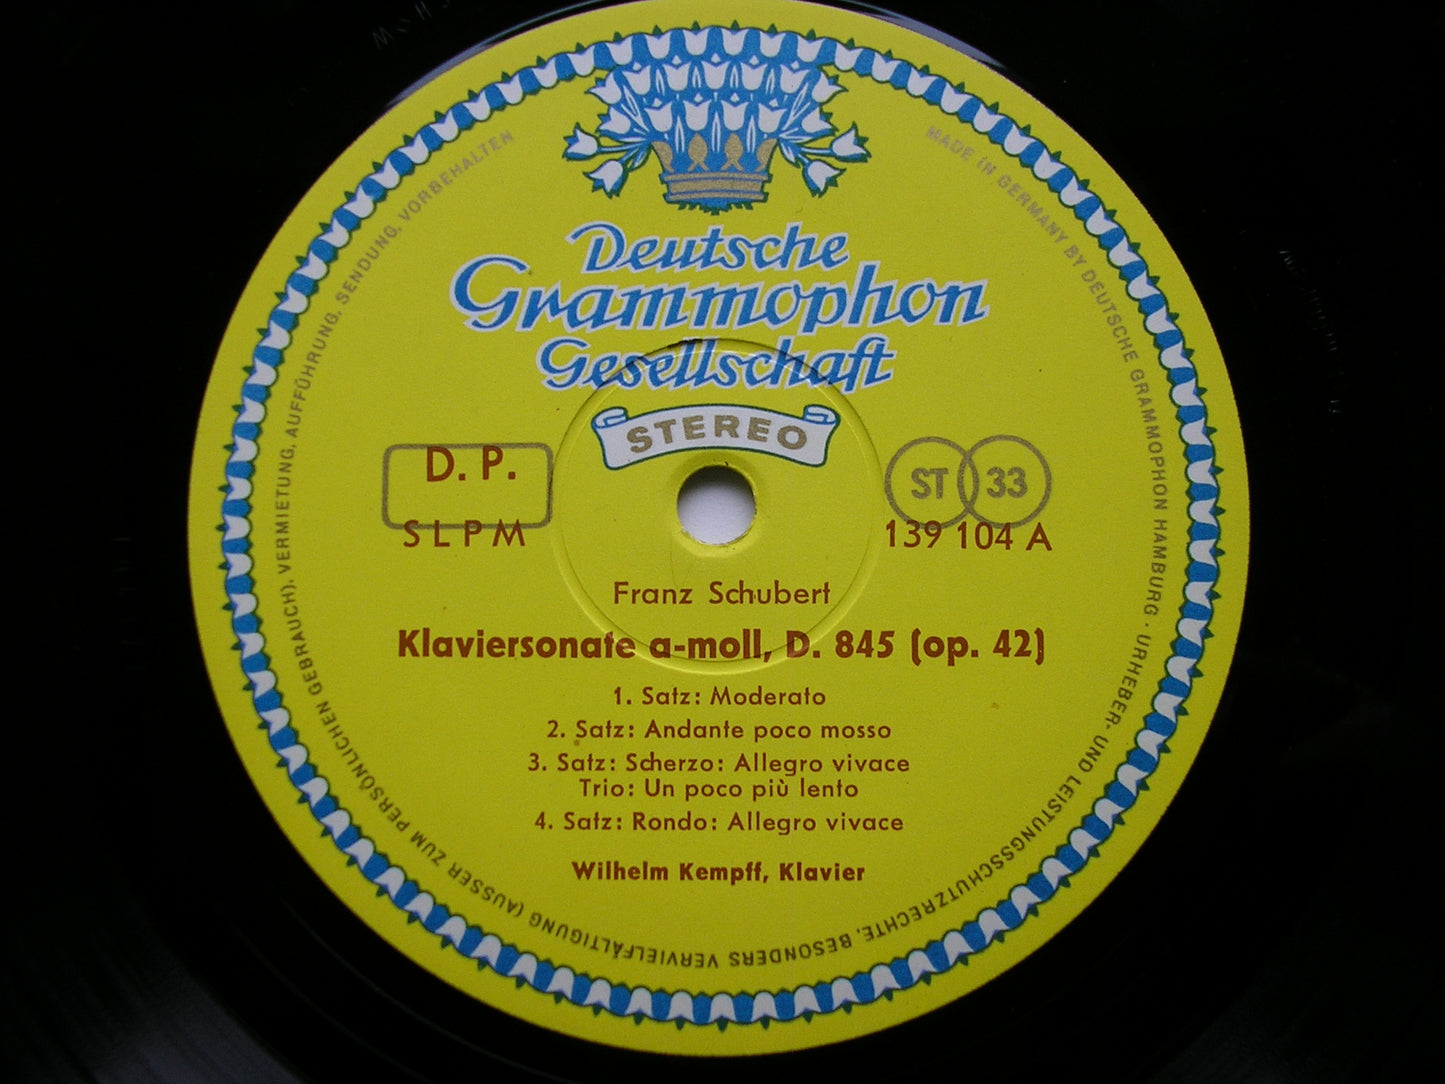 Deutsche
Grammophon
Gesellschaft
STEREO
D. P.
ST 33
SLPM
139 104 A
Franz Schubert
Klaviersonate a-moll, D. 845 (op. 42)
1. Satz: Moderato
2. Satz: Andante poco mosso
3. Satz: Scherzo: Allegro vivace
Trio: Un poco più lento
4. Satz: Rondo: Allegro vivace
Wilhelm Kempff, Klavier
MADE IN GERMANY BY DEUTSCHE GRAMMOPHON HAMBURG · URHEBER- UND LEISTUNGSSCHUTZRECHTE, BESONDERS VERVIELFÄLTIGUNG (AUSSER ZUM PERSÖNLICHEN GEBRAUCH), VERMIETUNG, AUFFÜHRUNG, SENDUNG, VORBEHALTEN